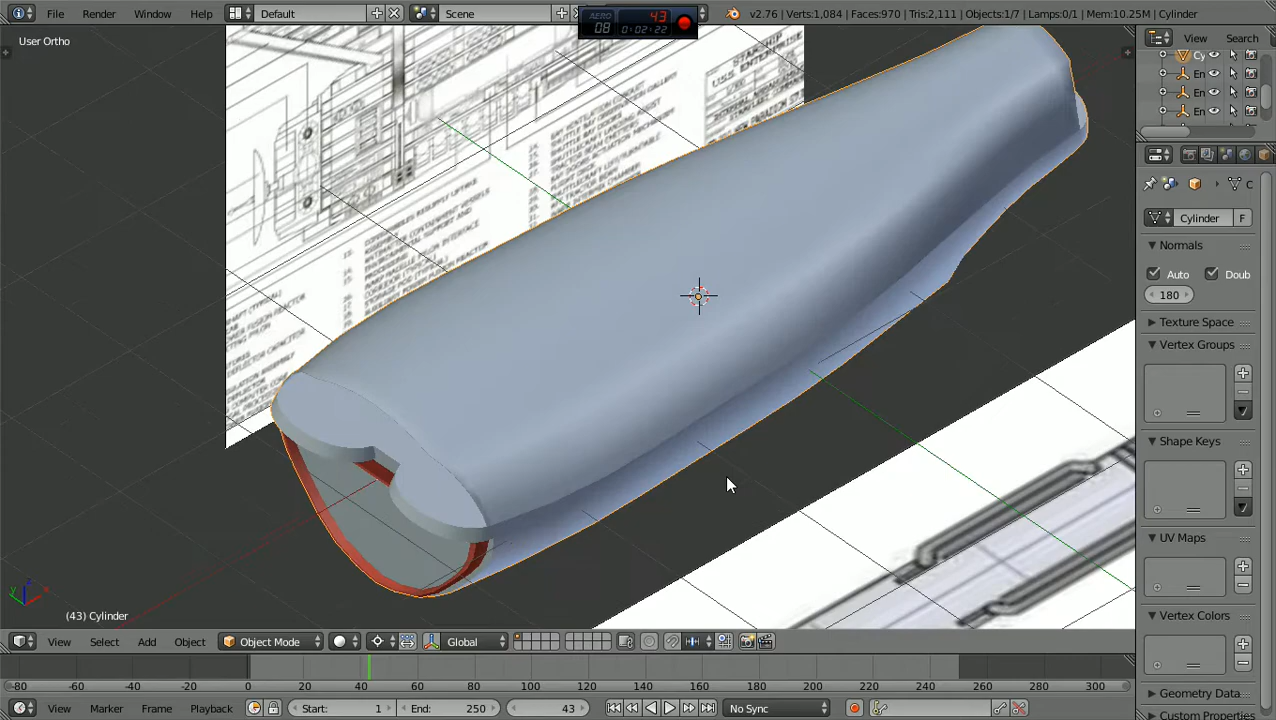 File Render Window Help Default Scene AERO 43 08 0:02:22 v2.76 | Verts:1,084 | Faces:970 | Tris:2,111 | Objects:1/7 | Lamps:0/1 | Mem:10.25M | Cylinder
User Ortho
View Search
Cy
En
En
En
C
Cylinder F
Normals
Auto Doub
180
Texture Space
Vertex Groups
Shape Keys
UV Maps
Vertex Colors
Geometry Data
Custom Properties
U.S.S. ENTERPRISE
(43) Cylinder
View Select Add Object Object Mode Global
-80 -60 -40 -20 0 20 40 60 80 100 120 140 160 180 200 220 240 260 280 300
View Marker Frame Playback Start: 1 End: 250 43 No Sync